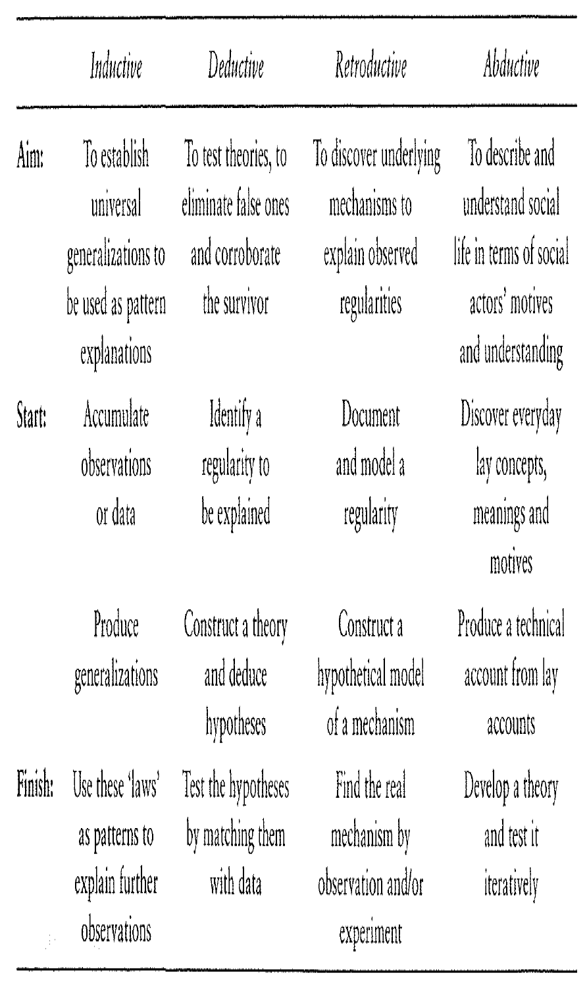 Inductive Deductive Retroductive Abductive
Aim: To establish To test theories, to To discover underlying To describe and
universal eliminate false ones mechanisms to understand social
generalizations to and corroborate explain observed life in terms of social
be used as pattern the survivor regularities actors’ motives
explanations and understanding
Start: Accumulate Identify a Document Discover everyday
observations regularity to and model a lay concepts,
or data be explained regularity meanings and
motives
Produce Construct a theory Construct a Produce a technical
generalizations and deduce hypothetical model account from lay
hypotheses of a mechanism accounts
Finish: Use these ‘laws’ Test the hypotheses Find the real Develop a theory
as patterns to by matching them mechanism by and test it
explain further with data observation and/or iteratively
observations experiment